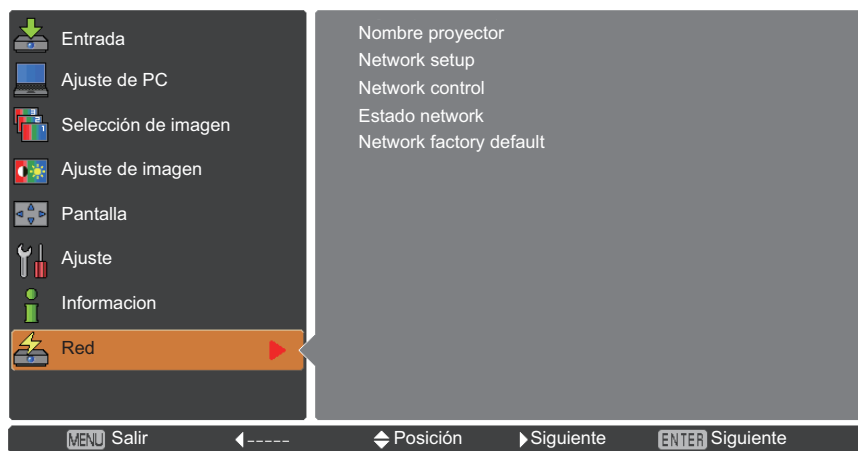 Entrada
Ajuste de PC
Selección de imagen
Ajuste de imagen
Pantalla
Ajuste
Informacion
Red
Nombre proyector
Network setup
Network control
Estado network
Network factory default
MENU Salir ----- Posición Siguiente ENTER Siguiente